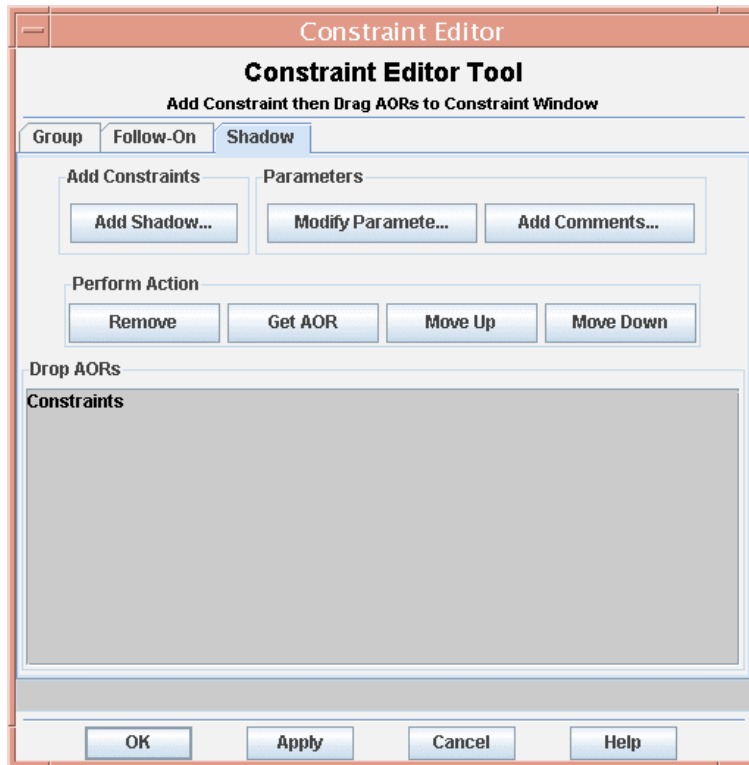 Constraint Editor
Constraint Editor Tool
Add Constraint then Drag AORs to Constraint Window
Group Follow-On Shadow
Add Constraints Parameters
Add Shadow... Modify Paramete... Add Comments...
Perform Action
Remove Get AOR Move Up Move Down
Drop AORs
Constraints
OK Apply Cancel Help